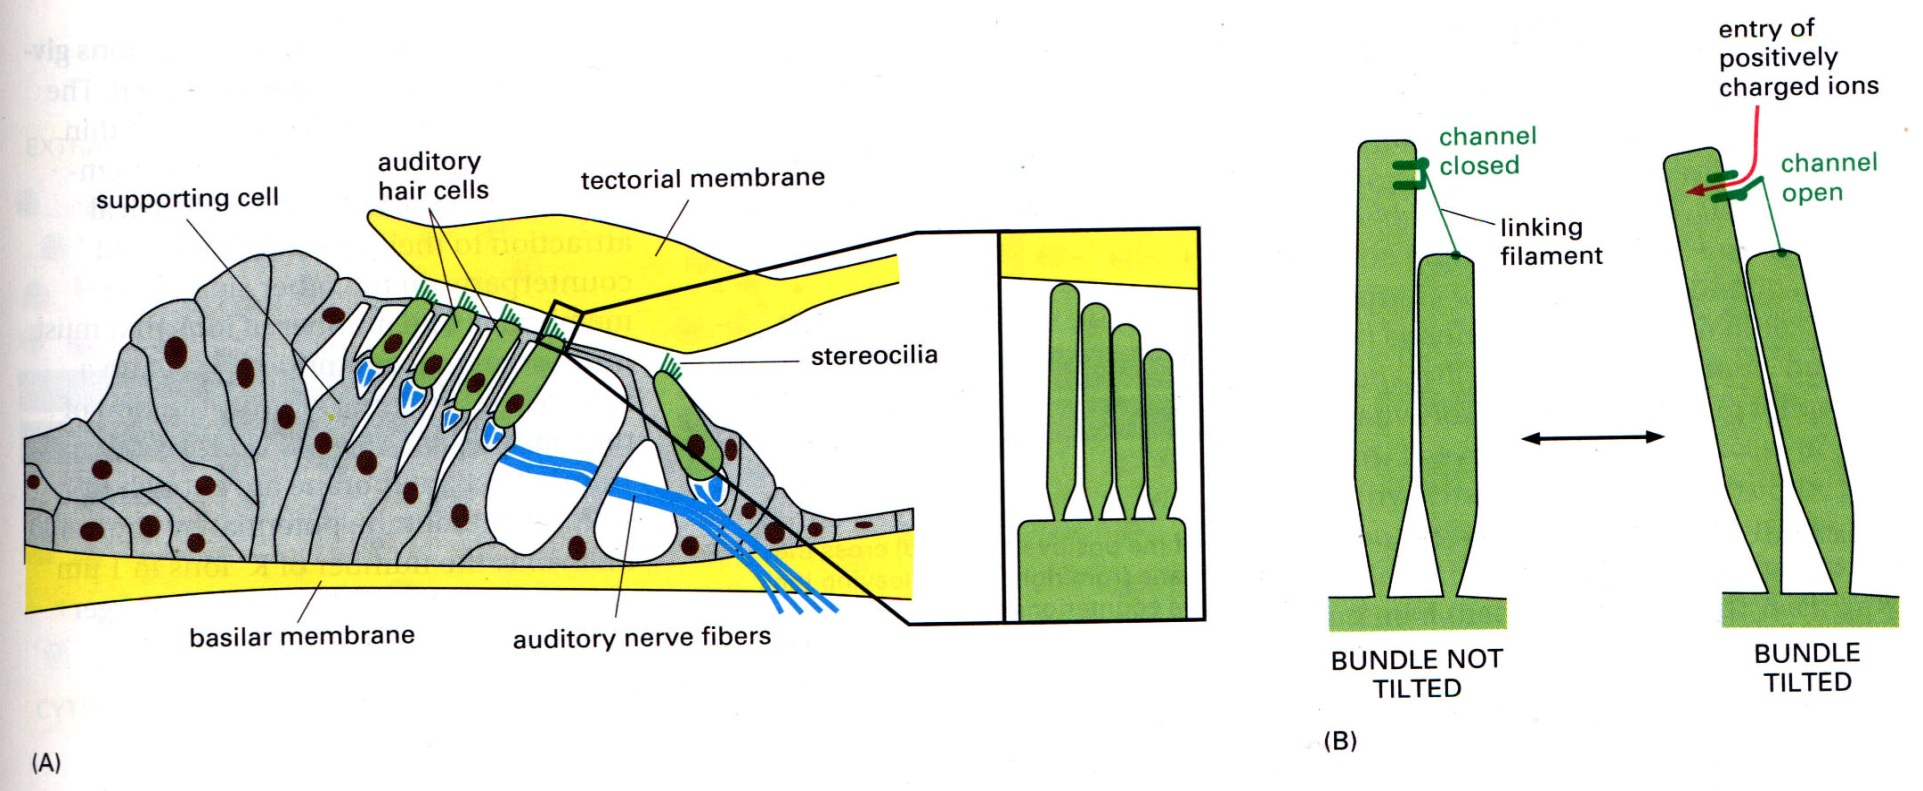 supporting cell
auditory
hair cells
tectorial membrane
stereocilia
basilar membrane
auditory nerve fibers
(A)
entry of
positively
charged ions
channel
closed
channel
open
linking
filament
BUNDLE NOT
TILTED
BUNDLE
TILTED
(B)